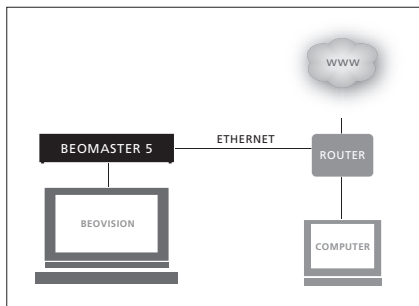 www
ETHERNET
BEOMASTER 5
ROUTER
BEOVISION
COMPUTER